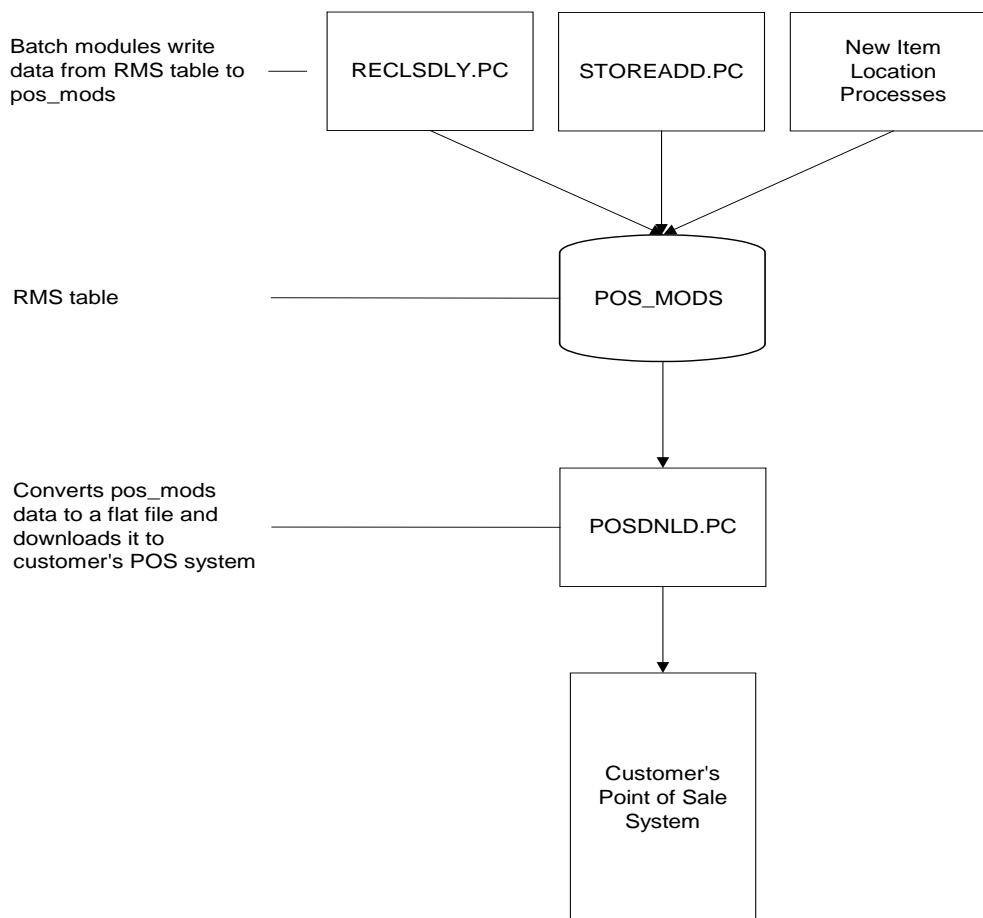 Batch modules write
data from RMS table to
pos_mods
RECLSDLY.PC
STOREADD.PC
New Item
Location
Processes
RMS table
POS_MODS
Converts pos_mods
data to a flat file and
downloads it to
customer's POS system
POSDNLD.PC
Customer's
Point of Sale
System